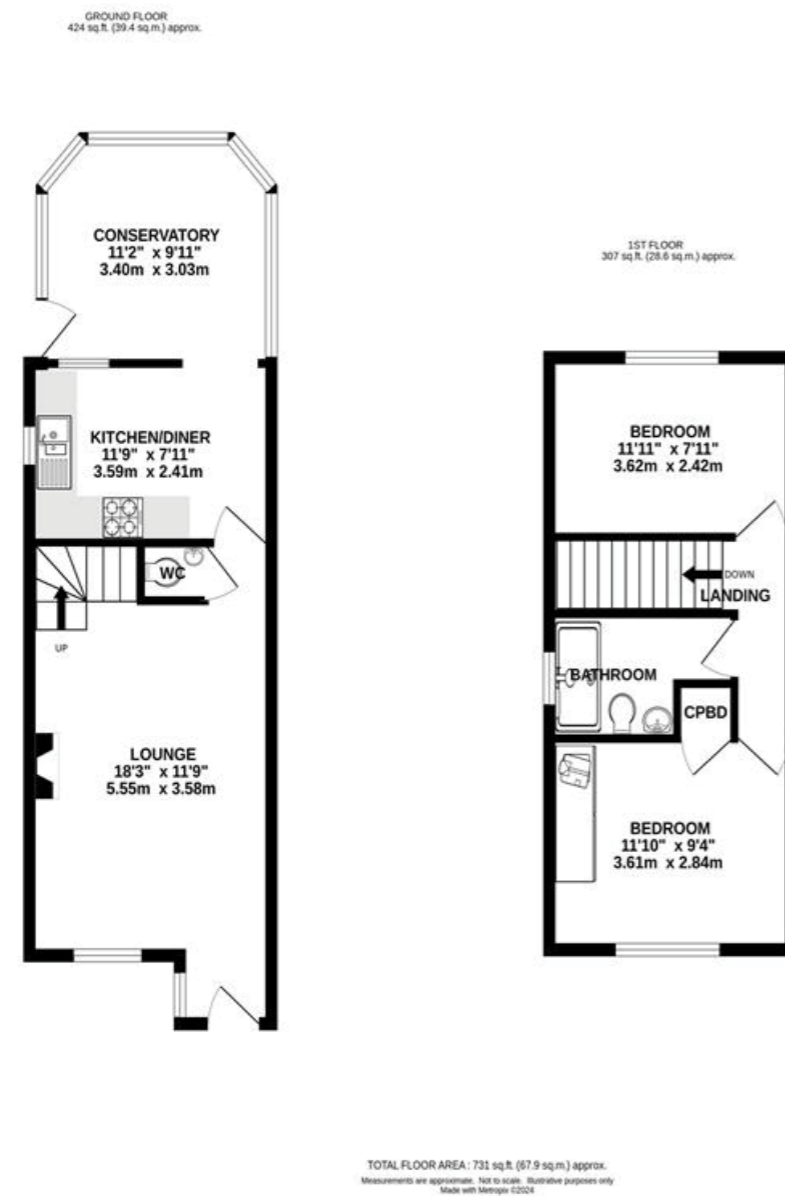 GROUND FLOOR
424 sq.ft. (39.4 sq.m.) approx.
CONSERVATORY
11'2" x 9'11"
3.40m x 3.03m
KITCHEN/DINER
11'9" x 7'11"
3.59m x 2.41m
WC
UP
LOUNGE
18'3" x 11'9"
5.55m x 3.58m
1ST FLOOR
307 sq.ft. (28.6 sq.m.) approx.
BEDROOM
11'11" x 7'11"
3.62m x 2.42m
DOWN
LANDING
BATHROOM
CPBD
BEDROOM
11'10" x 9'4"
3.61m x 2.84m
TOTAL FLOOR AREA : 731 sq.ft. (67.9 sq.m.) approx.
Measurements are approximate. Not to scale. Illustrative purposes only
Made with Metropix ©2024